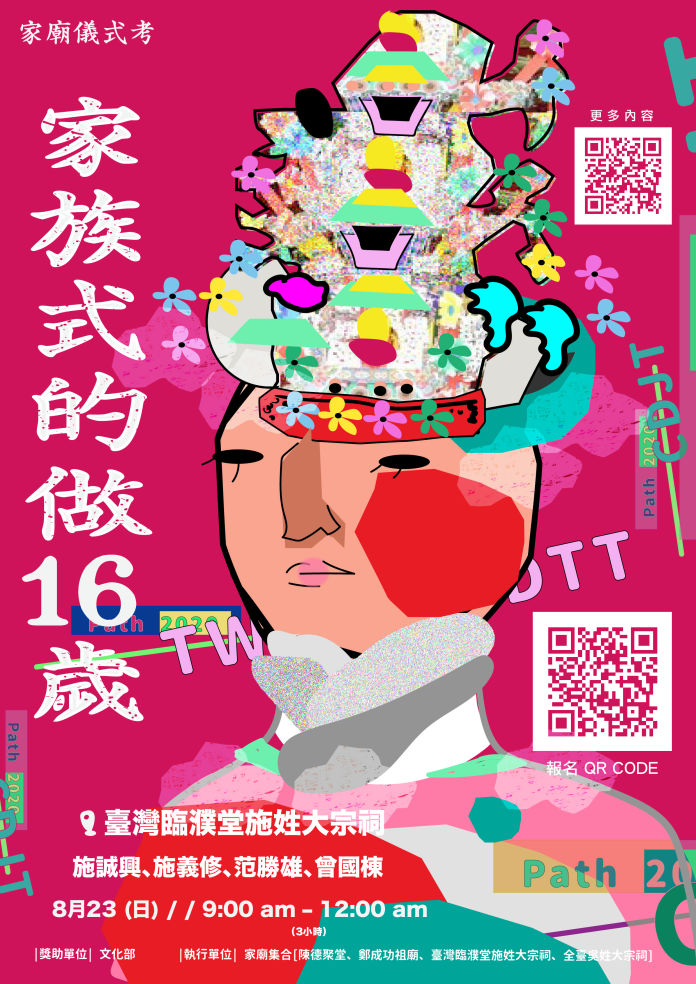 家廟儀式考
更多內容
家族式的做16歲
CDJT
Path 2020
Path 2020
TW
DTT
Path
2020
報名 QR CODE
臺灣臨濮堂施姓大宗祠
施誠興、施義修、范勝雄、曾國棟
Path 20
8月23 (日) / / 9:00 am – 12:00 am
(3小時)
|獎助單位| 文化部
|執行單位| 家廟集合[陳德聚堂、鄭成功祖廟、臺灣臨濮堂施姓大宗祠、全臺吳姓大宗祠]